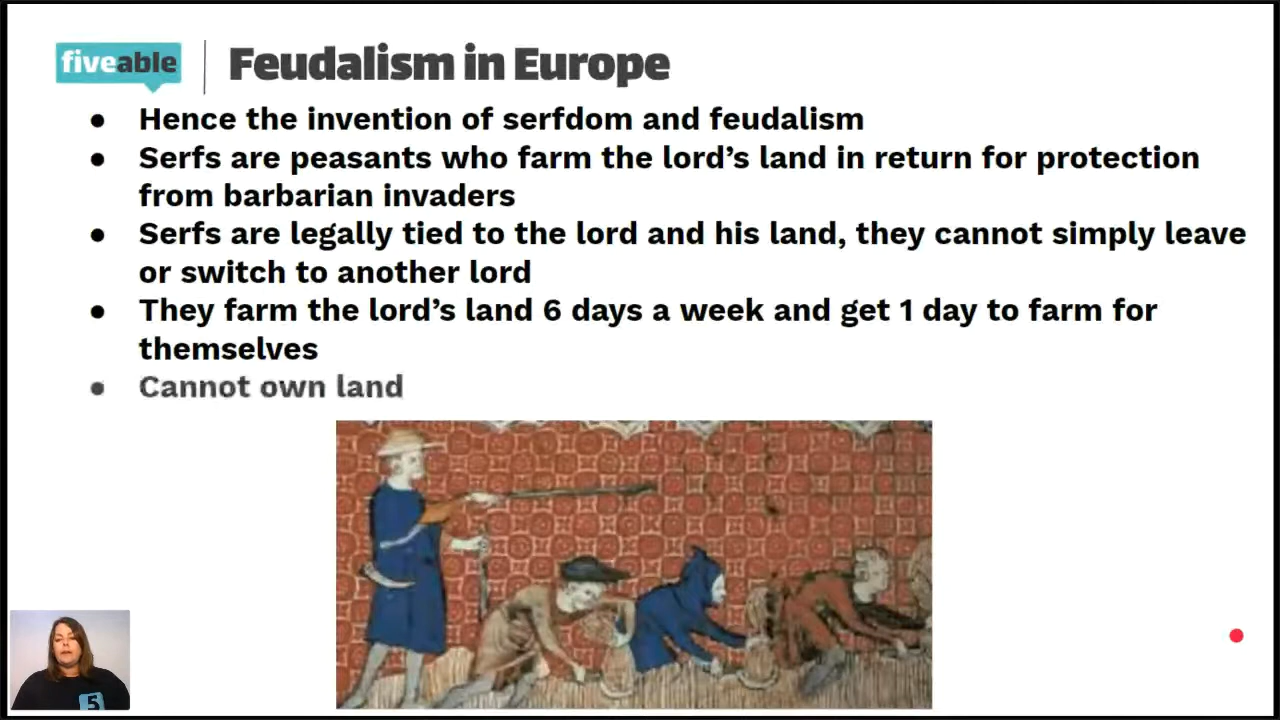 fiveable
Feudalism in Europe
● Hence the invention of serfdom and feudalism
● Serfs are peasants who farm the lord’s land in return for protection
from barbarian invaders
● Serfs are legally tied to the lord and his land, they cannot simply leave
or switch to another lord
● They farm the lord’s land 6 days a week and get 1 day to farm for
themselves
● Cannot own land
5